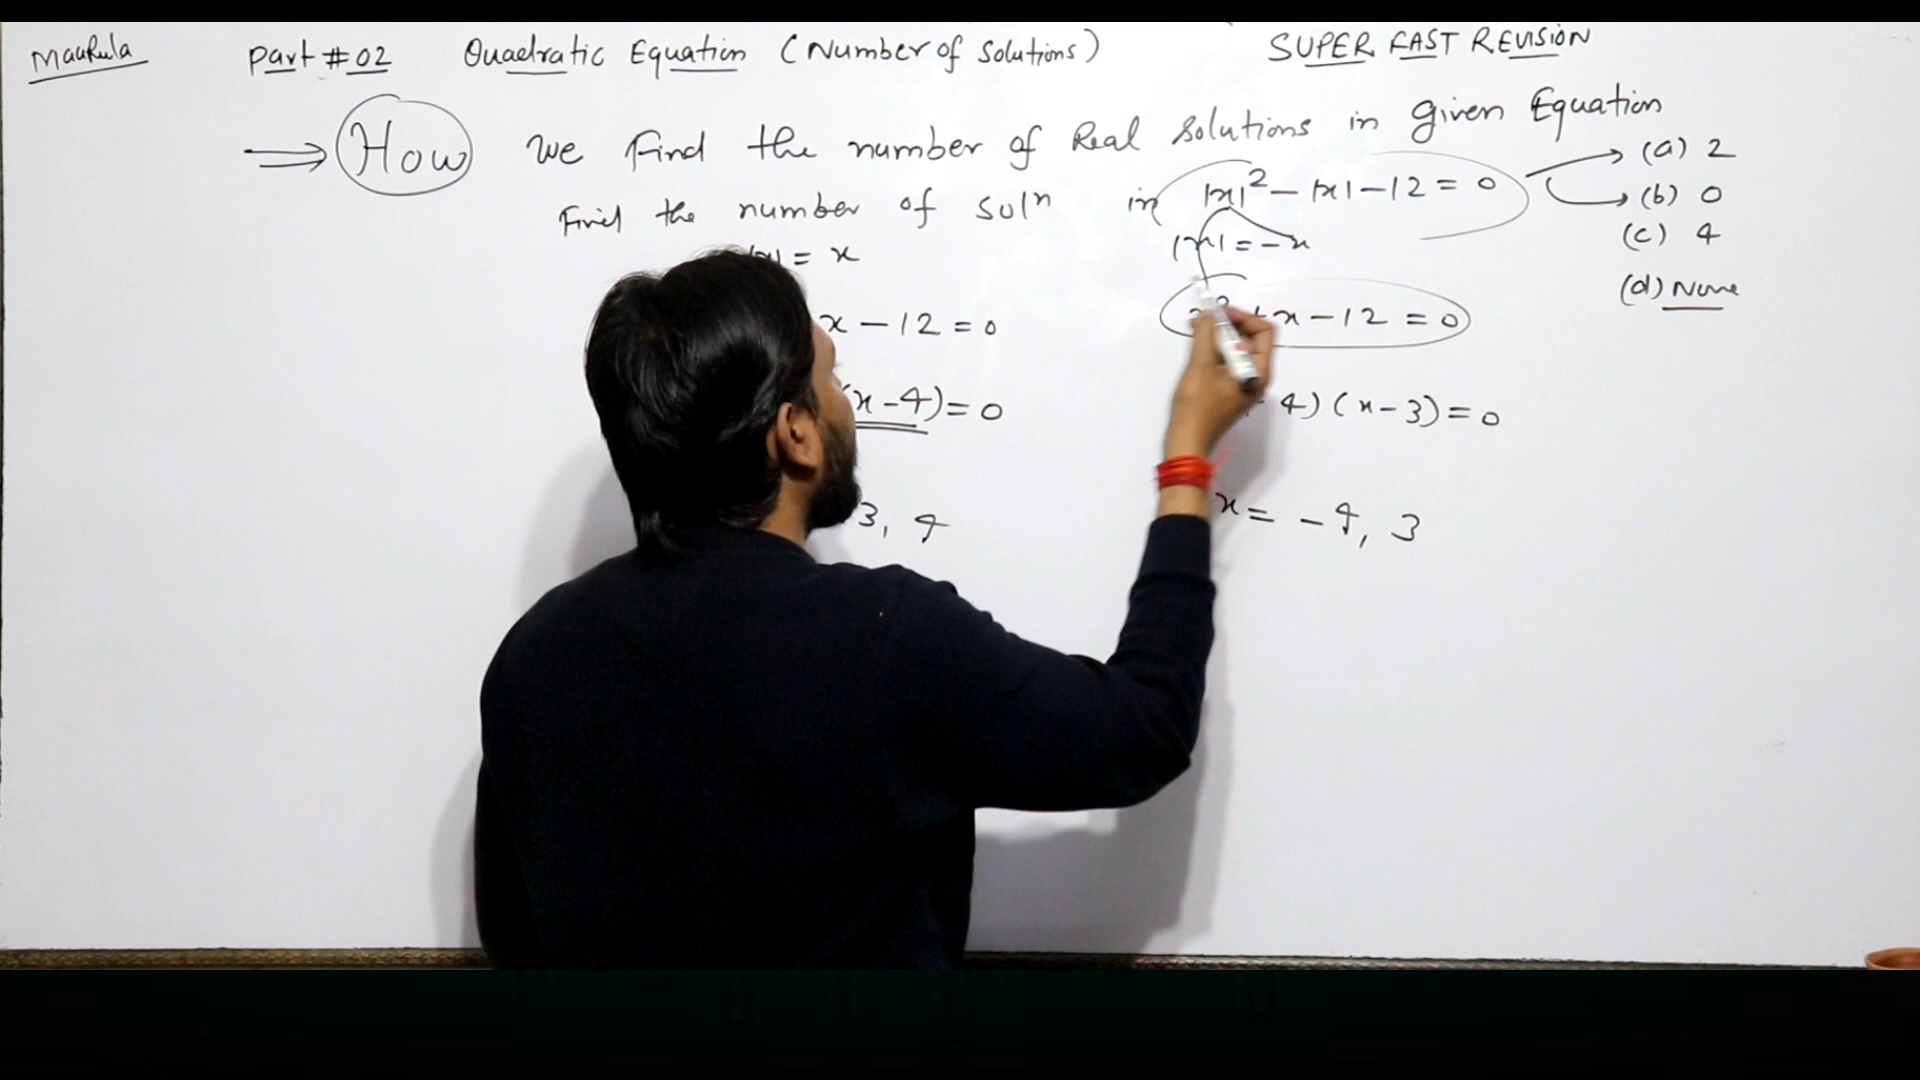 Part # 02 Quadratic Equation (Number of Solutions) SUPER FAST REVISION
⇒ How we find the number of Real Solutions in given Equation
Find the number of solⁿ in |x|² - |x| - 12 = 0
(a) 2
(b) 0
(c) 4
(d) None
= x
|x| = -x
x - 12 = 0
+ x - 12 = 0
(x - 4) = 0
4) (x - 3) = 0
3, 4
x = -4, 3